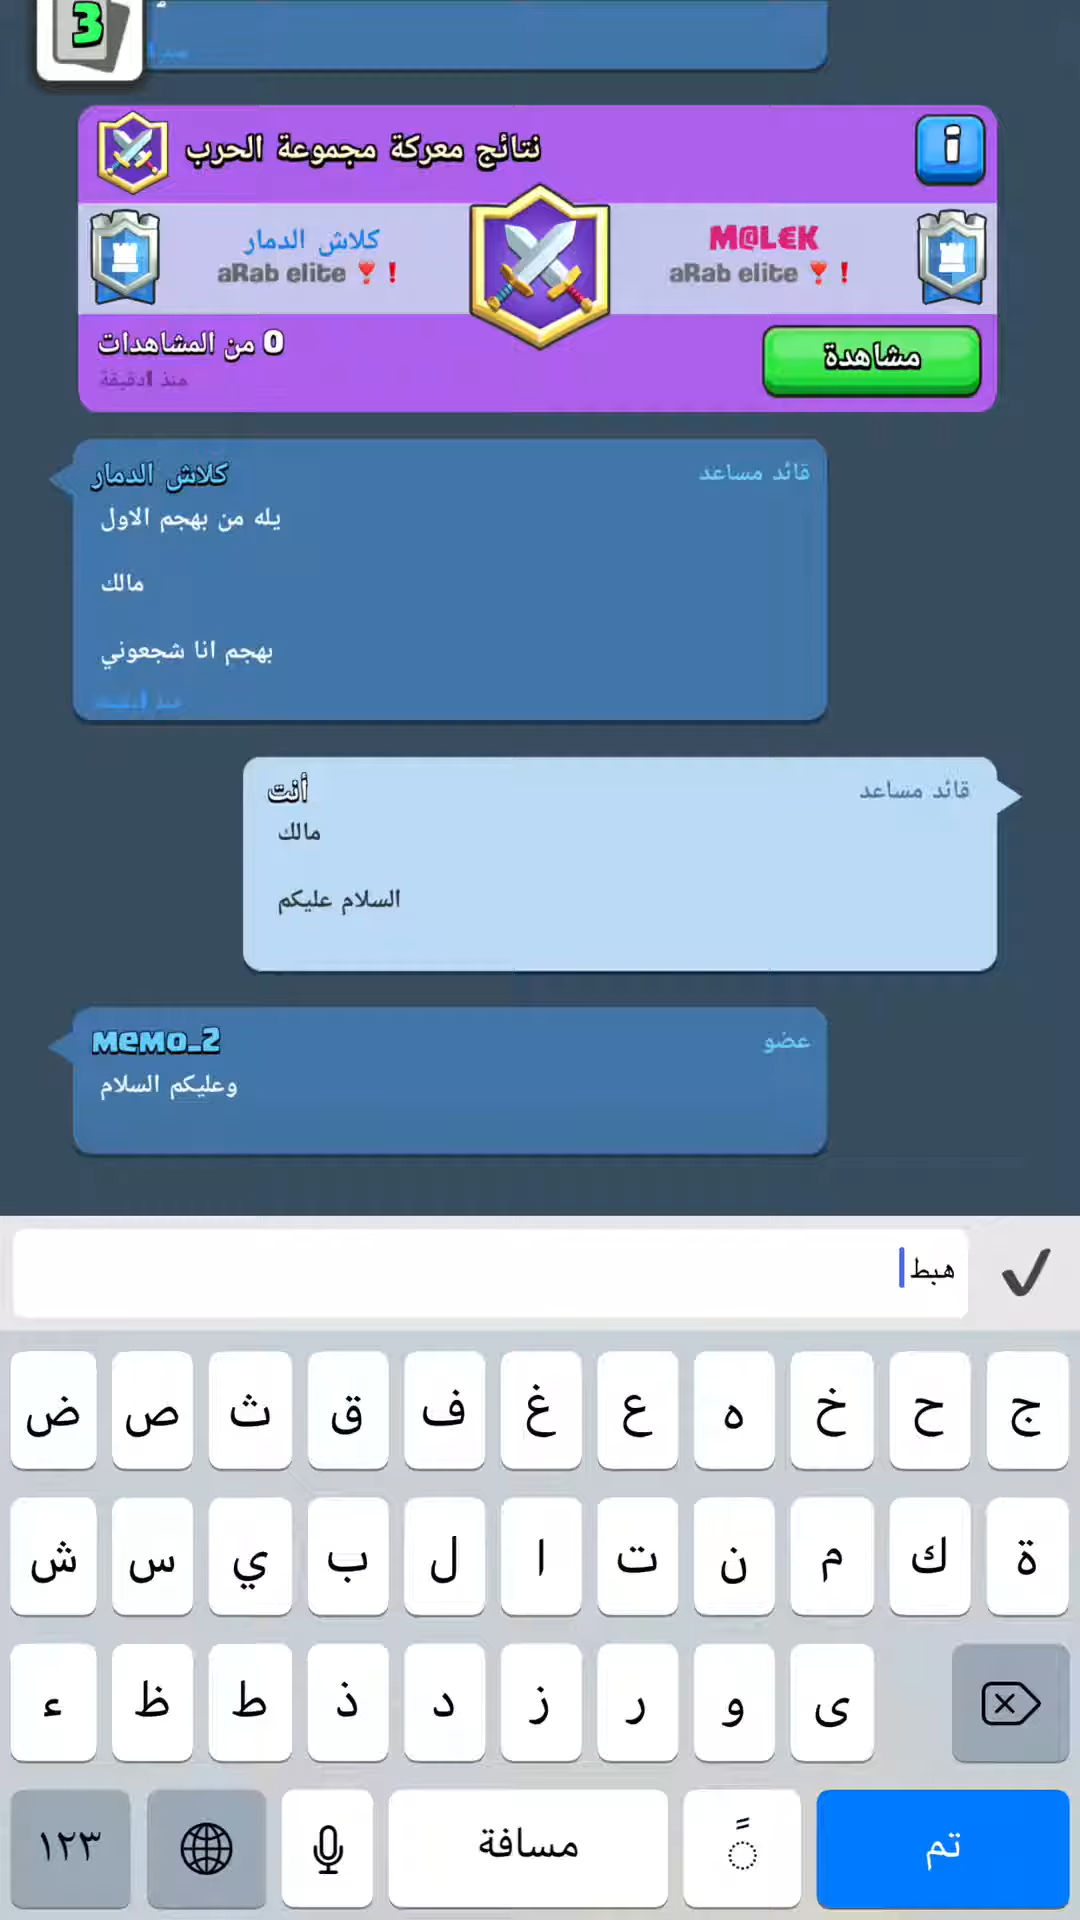 3
نتائج معركة مجموعة الحرب
i
كلاش الدمار
aRab elite ❣️❗
M@LEK
aRab elite ❣️❗
0 من المشاهدات
منذ 1دقيقة
مشاهدة
كلاش الدمار
قائد مساعد
يله من بهجم الاول
مالك
بهجم انا شجعوني
أنت
قائد مساعد
مالك
السلام عليكم
MeMo_2
عضو
وعليكم السلام
هبط
ض ص ث ق ف غ ع ه خ ح ج
ش س ي ب ل ا ت ن م ك ة
ء ظ ط ذ د ز ر و ى
١٢٣
مسافة
تم